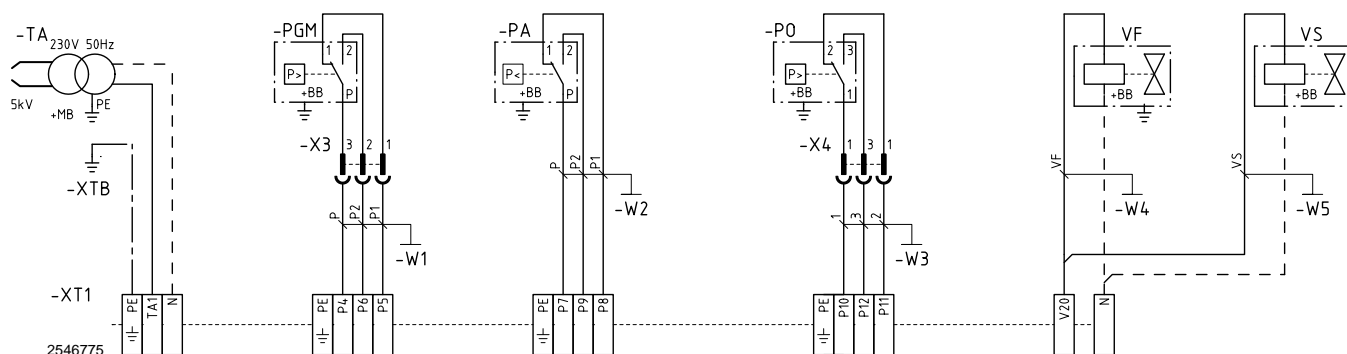 -TA
230V 50Hz
5kV
+MB
PE
-XTB
-XT1
PE
TA1
N
2546775
-PGM
1 2
P>
+BB
P
-X3
3 2 1
P P2 P1
-W1
PE P4 P6 P5
-PA
1 2
P<
+BB
P
P P2 P1
-W2
PE P7 P9 P8
-PO
2 3
P>
+BB
1
-X4
1 3 1
1 3 2
-W3
PE P10 P12 P11
VF
+BB
VF
-W4
VS
+BB
VS
-W5
V20
N